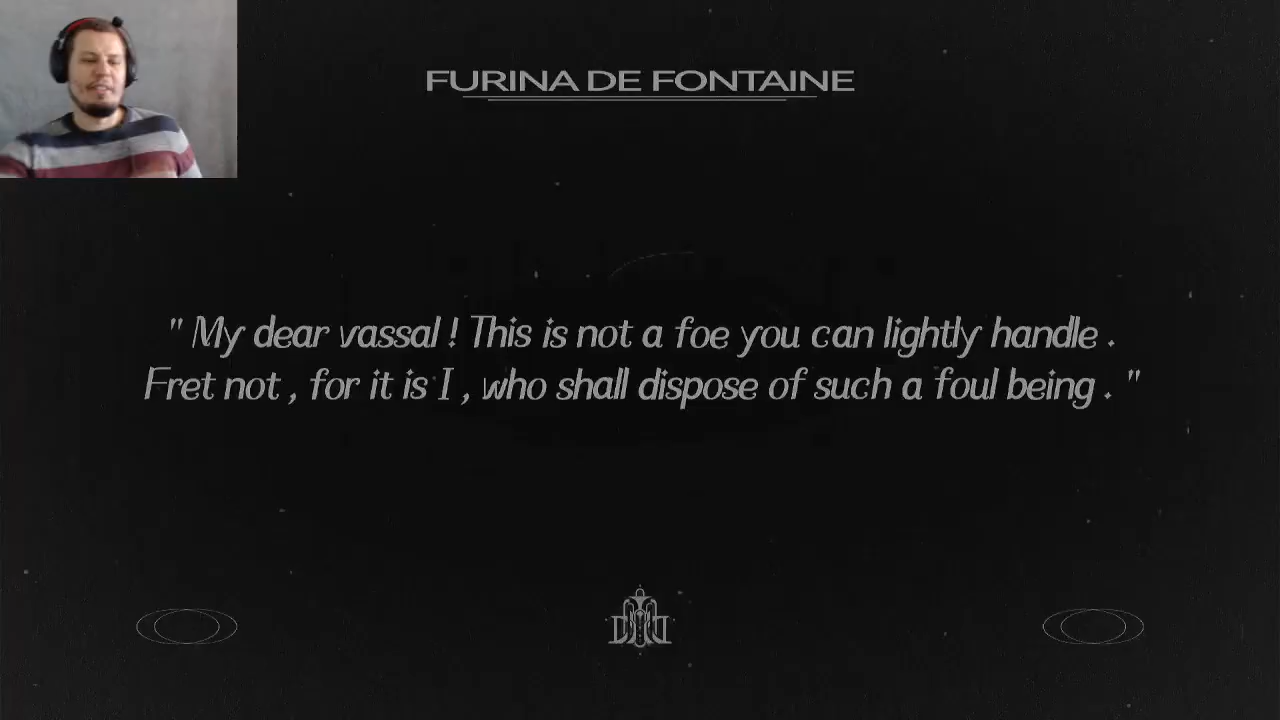 FURINA DE FONTAINE
" My dear vassal ! This is not a foe you can lightly handle .
Fret not , for it is I , who shall dispose of such a foul being . "